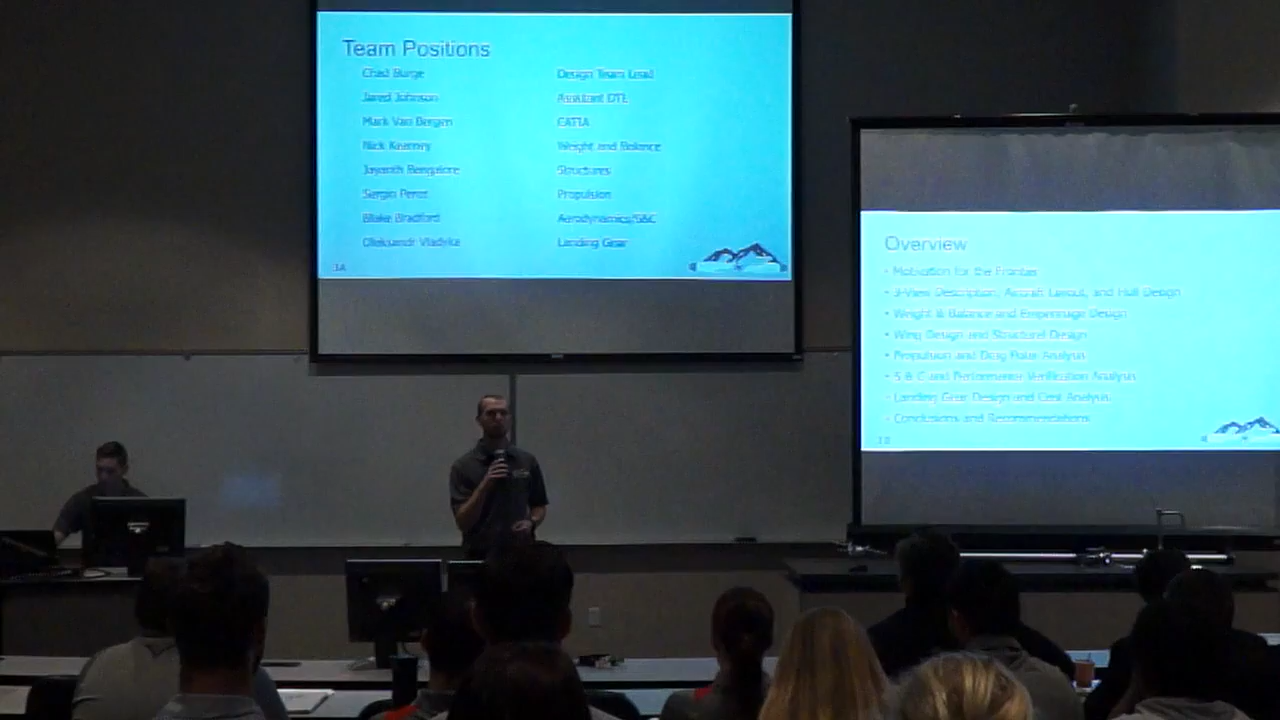 Team Positions
Chad Burge Design Team Lead
Jared Johnson Assistant DTL
Mark Van Bergen CATIA
Nick Kearney Weight and Balance
Jayanth Bangalore Structures
Sergio Perez Propulsion
Blake Bradford Aerodynamics/S&C
Oleksandr Vladyka Landing Gear
Overview
• Motivation for the Frontier
• 3-View Description, Aircraft Layout, and Hull Design
• Weight & Balance and Empennage Design
• Wing Design and Structural Design
• Propulsion and Drag Polar Analysis
• S & C and Performance Verification Analysis
• Landing Gear Design and Cost Analysis
• Conclusions and Recommendations